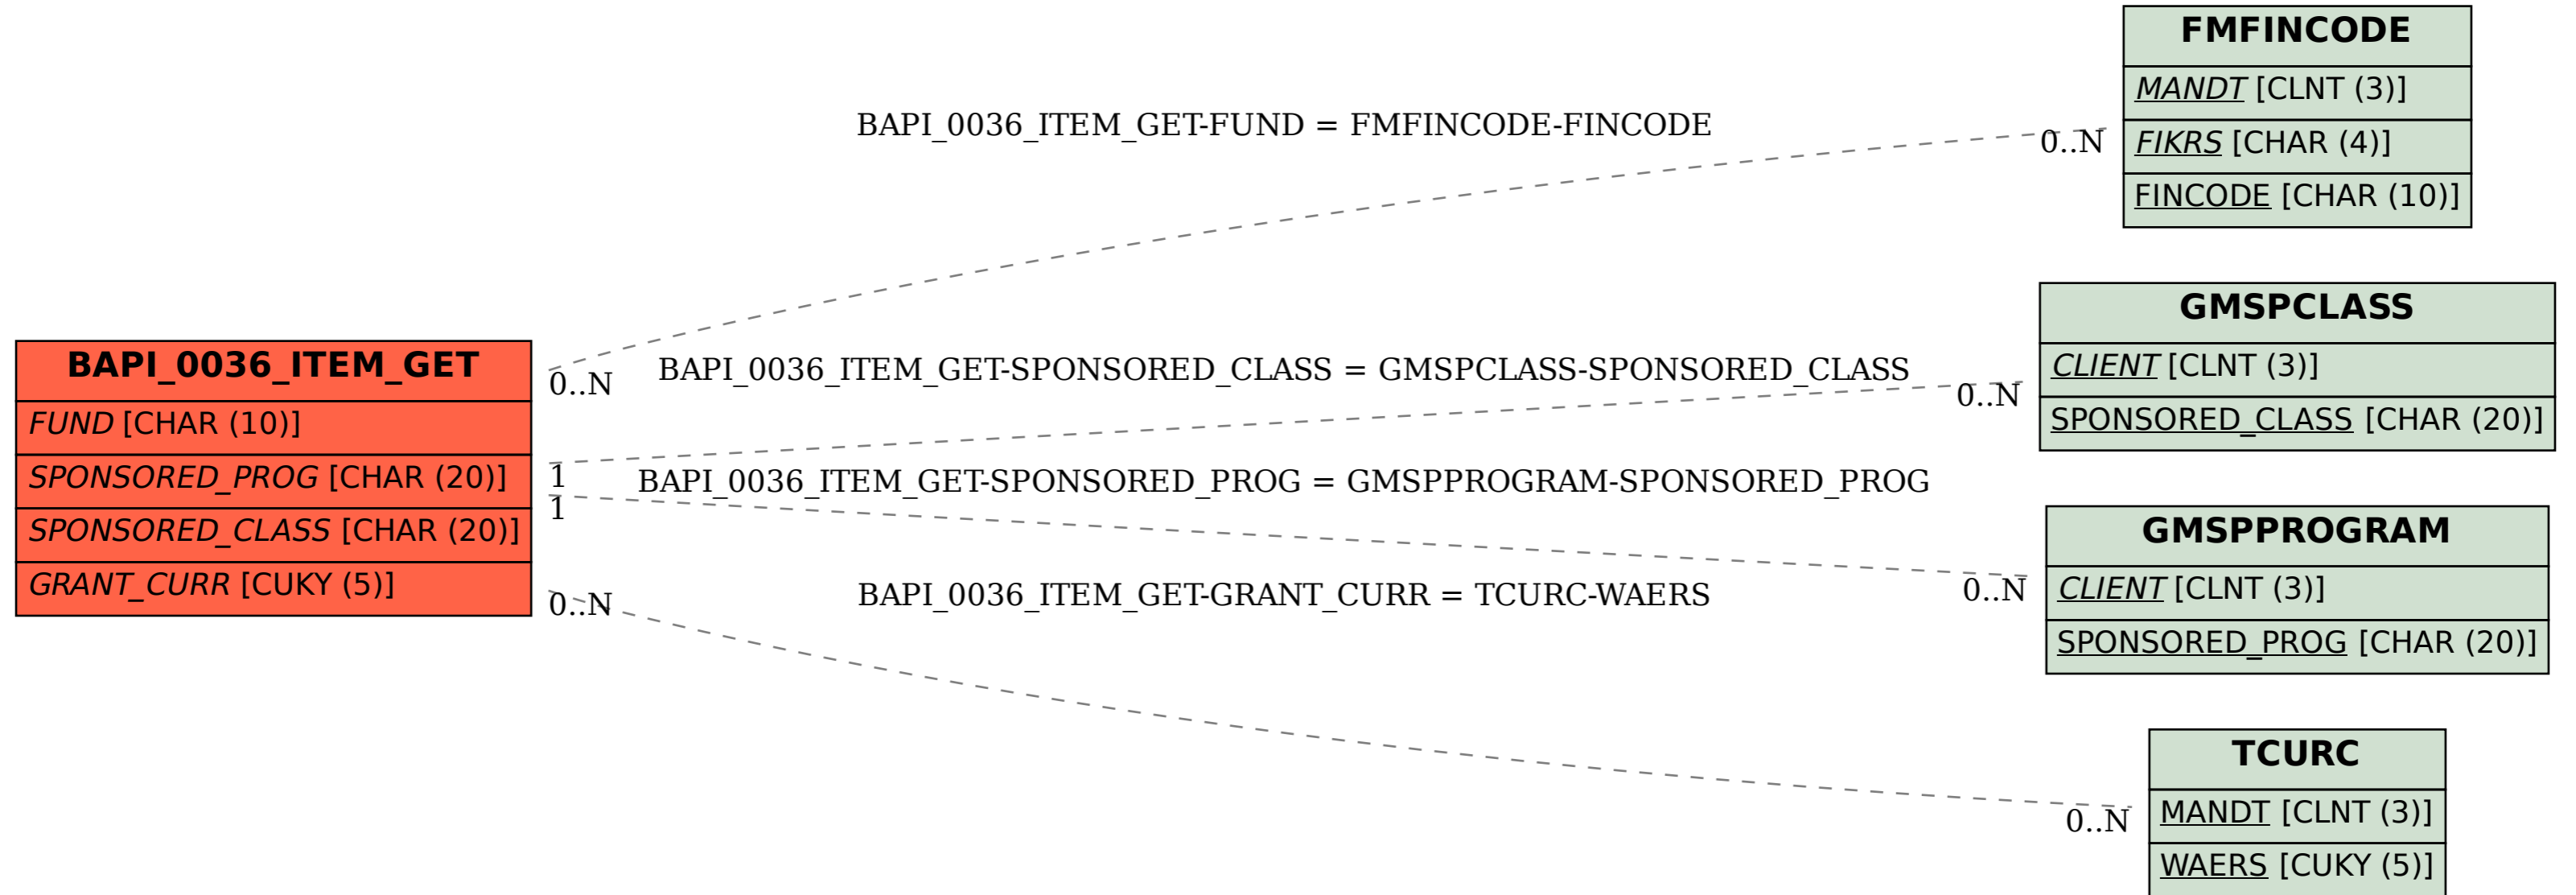 BAPI_0036_ITEM_GET
FUND [CHAR (10)]
SPONSORED_PROG [CHAR (20)]
SPONSORED_CLASS [CHAR (20)]
GRANT_CURR [CUKY (5)]
BAPI_0036_ITEM_GET-FUND = FMFINCODE-FINCODE
0..N
0..N
BAPI_0036_ITEM_GET-SPONSORED_CLASS = GMSPCLASS-SPONSORED_CLASS
1
0..N
BAPI_0036_ITEM_GET-SPONSORED_PROG = GMSPPROGRAM-SPONSORED_PROG
1
0..N
BAPI_0036_ITEM_GET-GRANT_CURR = TCURC-WAERS
0..N
0..N
FMFINCODE
MANDT [CLNT (3)]
FIKRS [CHAR (4)]
FINCODE [CHAR (10)]
GMSPCLASS
CLIENT [CLNT (3)]
SPONSORED_CLASS [CHAR (20)]
GMSPPROGRAM
CLIENT [CLNT (3)]
SPONSORED_PROG [CHAR (20)]
TCURC
MANDT [CLNT (3)]
WAERS [CUKY (5)]